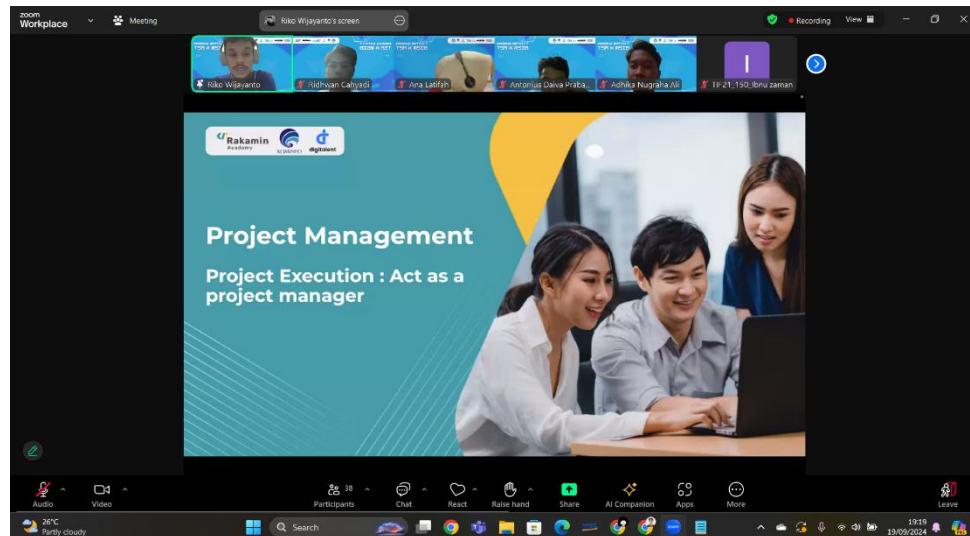 zoom
Workplace
Meeting
Riko Wijayanto's screen
Recording
View
Riko Wijayanto
Ridhwan Cahyadi
Ana Latifah
Antonius Daiva Praba...
Adhika Nugraha Ali
I
TIF21_150_Ibnu zaman
Rakamin
Academy
KOMINFO
digitalent
Project Management
Project Execution : Act as a
project manager
Audio
Video
38
Participants
Chat
React
Raise hand
Share
AI Companion
Apps
More
Leave
26°C
Partly cloudy
Search
19:19
19/09/2024